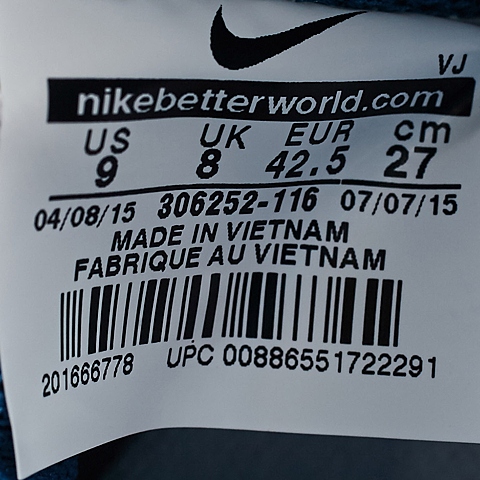 VJ
nikebetterworld.com
US UK EUR cm
9 8 42.5 27
04/08/15 306252-116 07/07/15
MADE IN VIETNAM
FABRIQUE AU VIETNAM
201666778 UPC 00886551722291